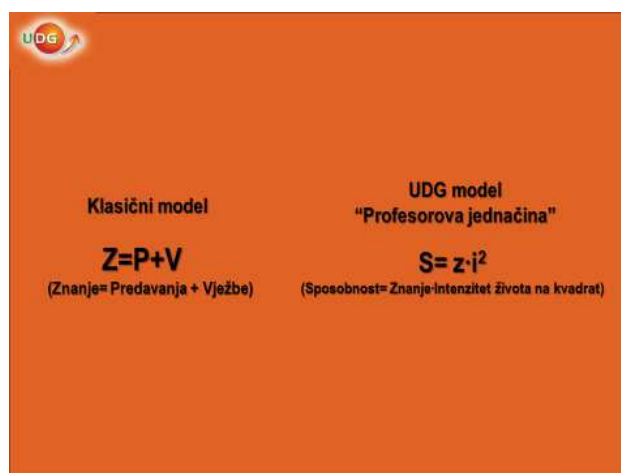 UDG
Klasični model
Z=P+V
(Znanje= Predavanja + Vježbe)
UDG model
“Profesorova jednačina”
S= z·i²
(Sposobnost= Znanje·Intenzitet života na kvadrat)